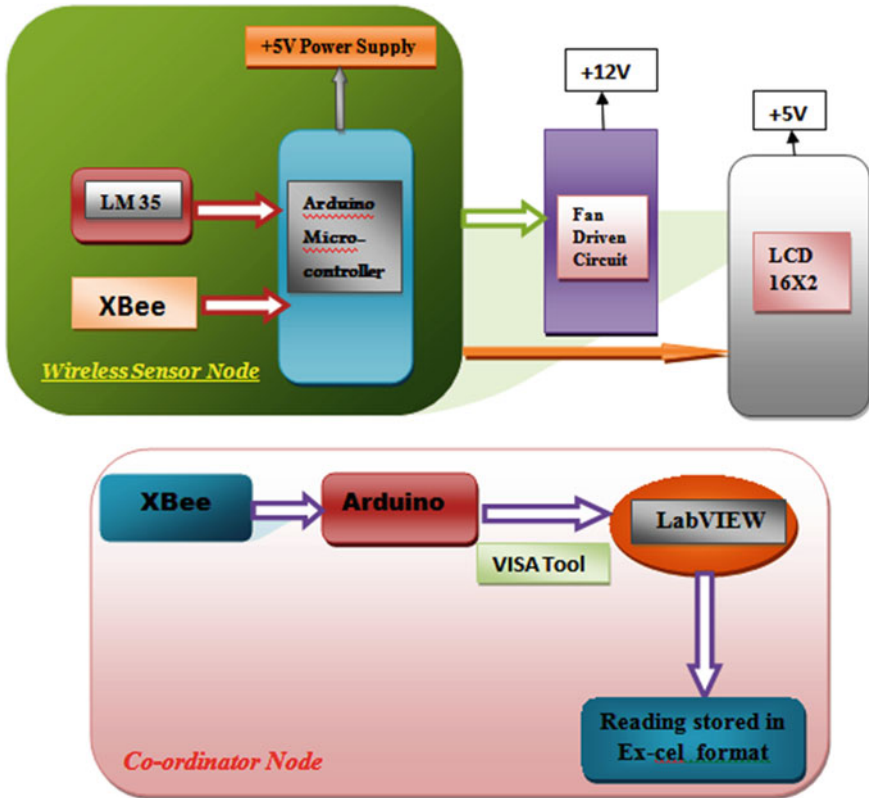 +5V Power Supply
+12V
+5V
LM 35
Arduino
Micro-
controller
Fan
Driven
Circuit
LCD
16X2
XBee
Wireless Sensor Node
XBee
Arduino
LabVIEW
VISA Tool
Reading stored in
Ex-cel format
Co-ordinator Node